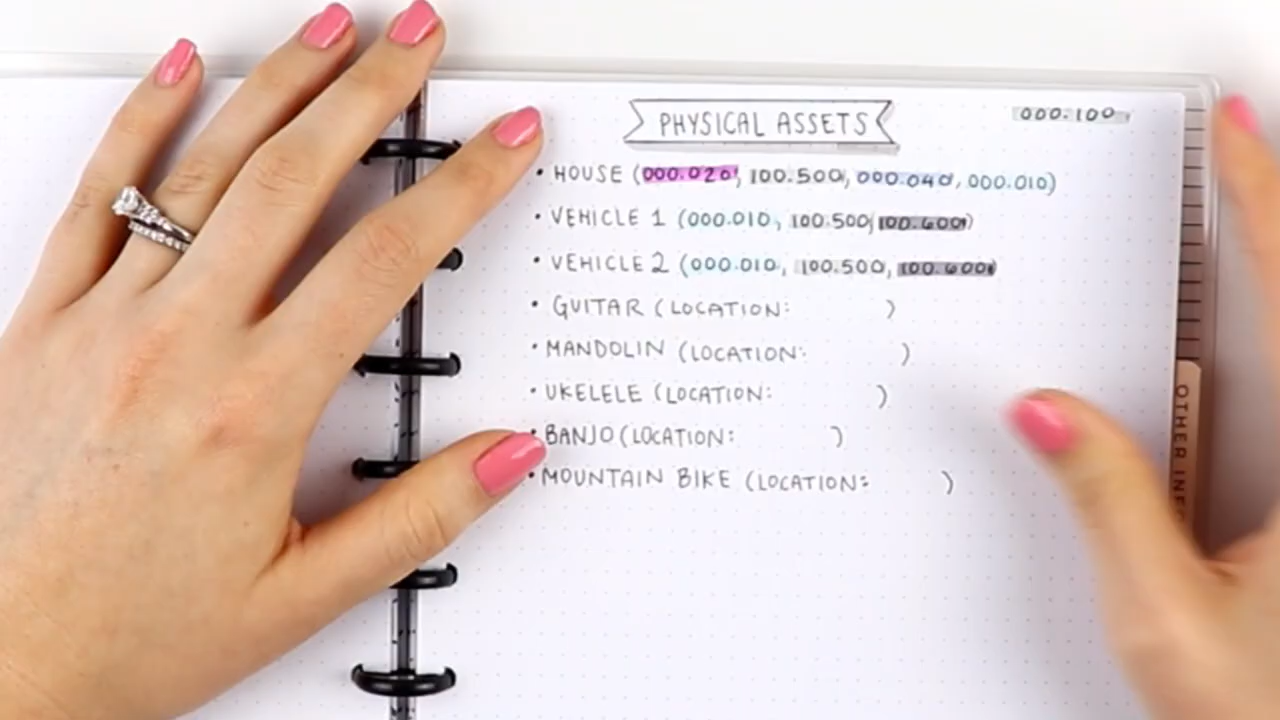 PHYSICAL ASSETS
000.100
• HOUSE (000.020, 100.500, 000.040, 000.010)
• VEHICLE 1 (000.010, 100.500, 100.600)
• VEHICLE 2 (000.010, 100.500, 100.600)
• GUITAR (LOCATION: )
• MANDOLIN (LOCATION: )
• UKELELE (LOCATION: )
• BANJO (LOCATION: )
• MOUNTAIN BIKE (LOCATION: )
OTHER